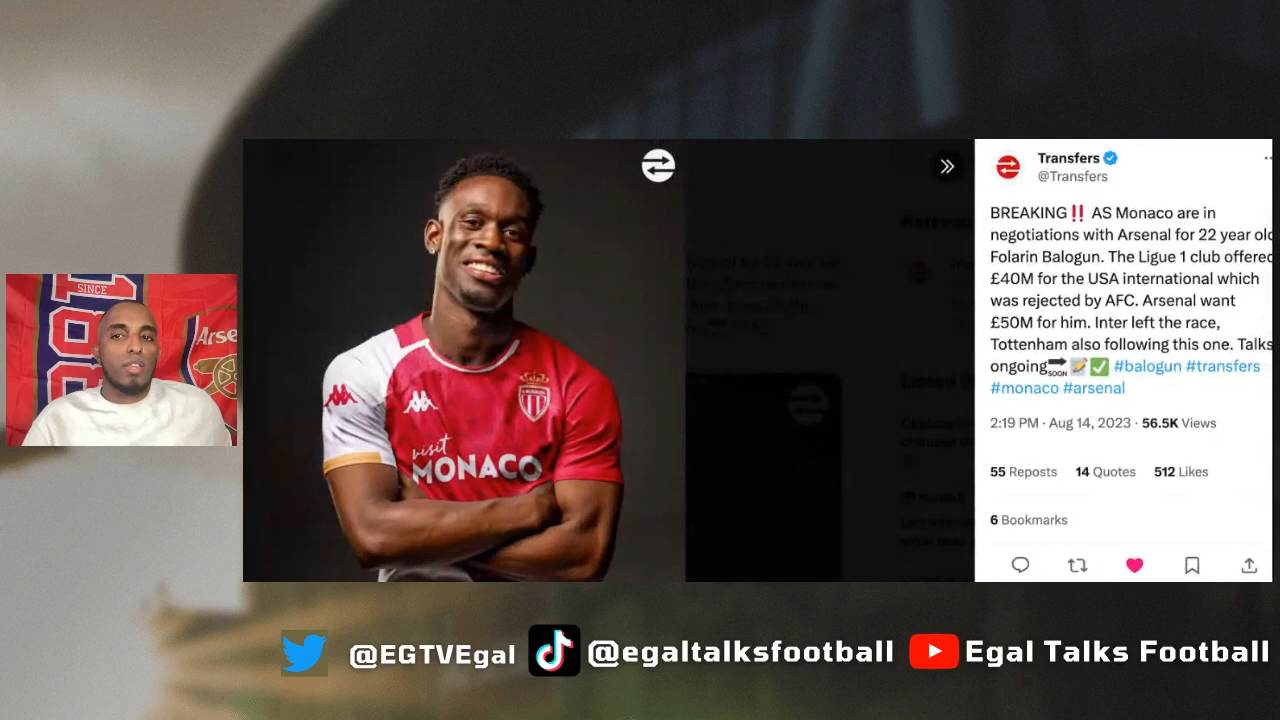 SINCE
Arse
visit
MONACO
Transfers
@Transfers
BREAKING‼️ AS Monaco are in
negotiations with Arsenal for 22 year old
Folarin Balogun. The Ligue 1 club offered
£40M for the USA international which
was rejected by AFC. Arsenal want
£50M for him. Inter left the race,
Tottenham also following this one. Talks
ongoing🔜📝✅ #balogun #transfers
#monaco #arsenal
2:19 PM · Aug 14, 2023 · 56.5K Views
55 Reposts 14 Quotes 512 Likes
6 Bookmarks
@EGTVEgal @egaltalksfootball Egal Talks Football